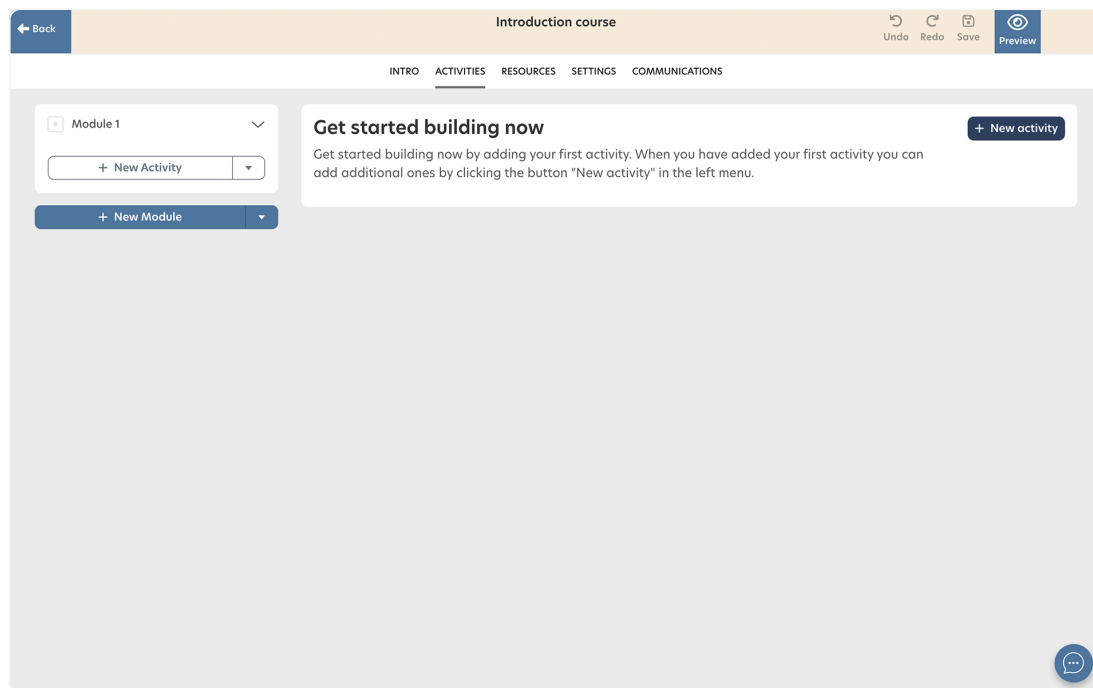 Back
Introduction course
Undo
Redo
Save
Preview
INTRO
ACTIVITIES
RESOURCES
SETTINGS
COMMUNICATIONS
Module 1
+ New Activity
+ New Module
Get started building now
+ New activity
Get started building now by adding your first activity. When you have added your first activity you can
add additional ones by clicking the button "New activity" in the left menu.